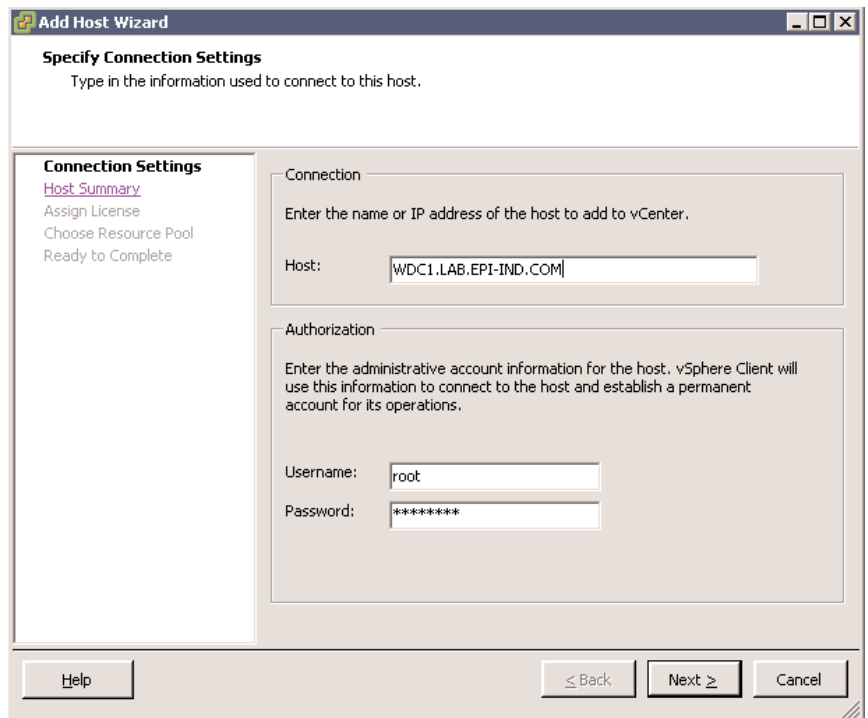 Add Host Wizard
Specify Connection Settings
Type in the information used to connect to this host.
Connection Settings
Host Summary
Assign License
Choose Resource Pool
Ready to Complete
Connection
Enter the name or IP address of the host to add to vCenter.
Host: WDC1.LAB.EPI-IND.COM
Authorization
Enter the administrative account information for the host. vSphere Client will
use this information to connect to the host and establish a permanent
account for its operations.
Username: root
Password: ********
Help
< Back
Next >
Cancel